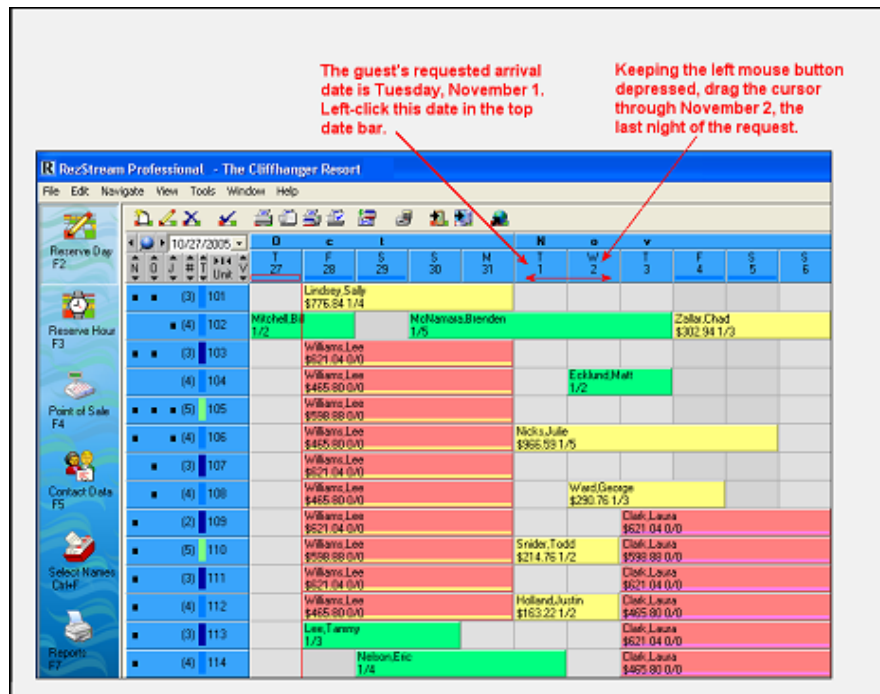 The guest's requested arrival
date is Tuesday, November 1.
Left-click this date in the top
date bar.
Keeping the left mouse button
depressed, drag the cursor
through November 2, the
last night of the request.
R RezStream Professional - The Cliffhanger Resort
File Edit Navigate View Tools Window Help
Reserve Day
F2
Reserve Hour
F3
Point of Sale
F4
Contact Data
F5
Select Names
Ctrl+F
Reports
F7
10/27/2005
O c t N o v
N O J # T Unit V
T F S S M T W T F S S
27 28 29 30 31 1 2 3 4 5 6
(3) 101
Lindsey,Sally
$776.84 1/4
(4) 102
Mitchell,Bill
1/2
McNamara,Brenden
1/5
Zallar,Chad
$302.94 1/3
(3) 103
Williams,Lee
$621.04 0/0
(4) 104
Williams,Lee
$465.80 0/0
Ecklund,Matt
1/2
(5) 105
Williams,Lee
$598.88 0/0
(4) 106
Williams,Lee
$465.80 0/0
Nicks,Julie
$966.59 1/5
(3) 107
Williams,Lee
$621.04 0/0
(4) 108
Williams,Lee
$465.80 0/0
Ward,George
$290.76 1/3
(2) 109
Williams,Lee
$621.04 0/0
Clark,Laura
$621.04 0/0
(5) 110
Williams,Lee
$598.88 0/0
Snider,Todd
$214.76 1/2
Clark,Laura
$598.88 0/0
(3) 111
Williams,Lee
$621.04 0/0
Clark,Laura
$621.04 0/0
(4) 112
Williams,Lee
$465.80 0/0
Holland,Justin
$163.22 1/2
Clark,Laura
$465.80 0/0
(3) 113
Lee,Tammy
1/3
Clark,Laura
$621.04 0/0
(4) 114
Nelson,Eric
1/4
Clark,Laura
$465.80 0/0